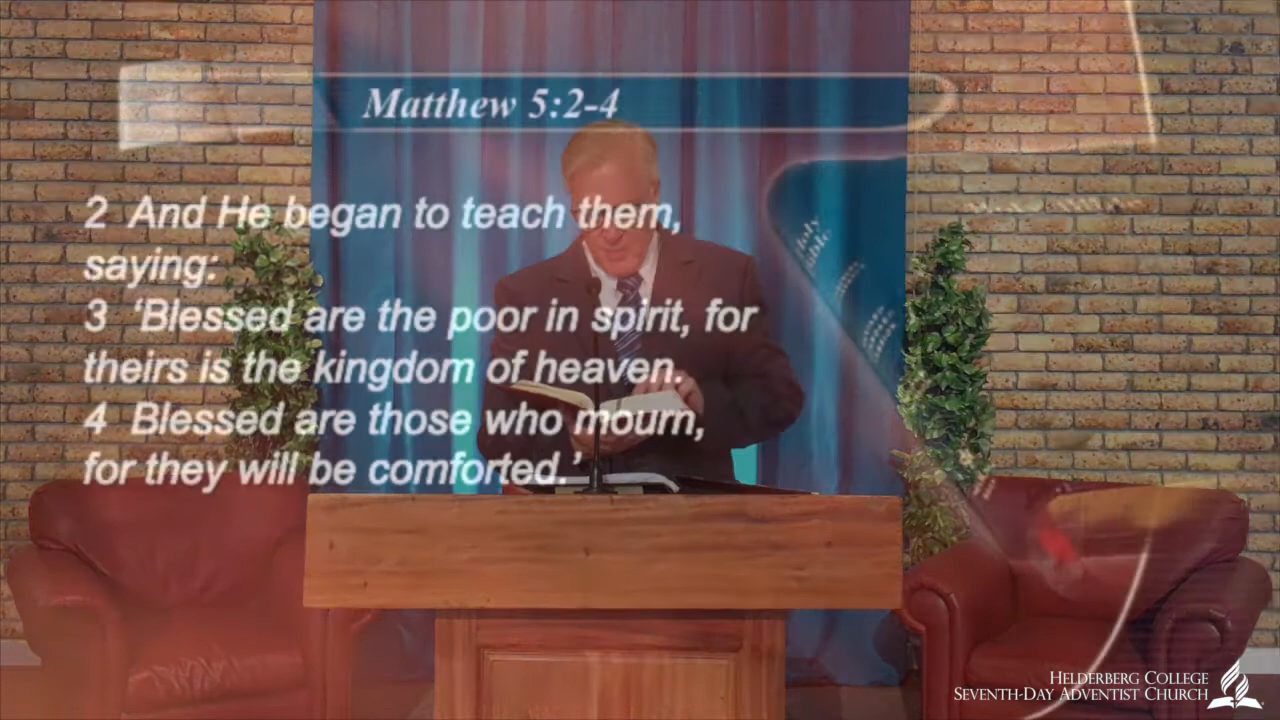 Matthew 5:2-4
2 And He began to teach them,
saying:
3 ‘Blessed are the poor in spirit, for
theirs is the kingdom of heaven.
4 Blessed are those who mourn,
for they will be comforted.’
Holy
Bible
HELDERBERG COLLEGE
SEVENTH-DAY ADVENTIST CHURCH